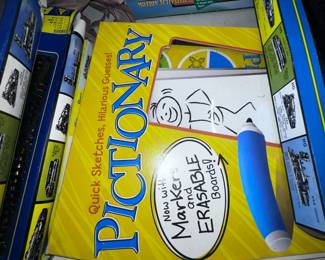 Quick Sketches, Hilarious Guesses!
PICTIONARY
Now with
Markers
and
ERASABLE
Boards!